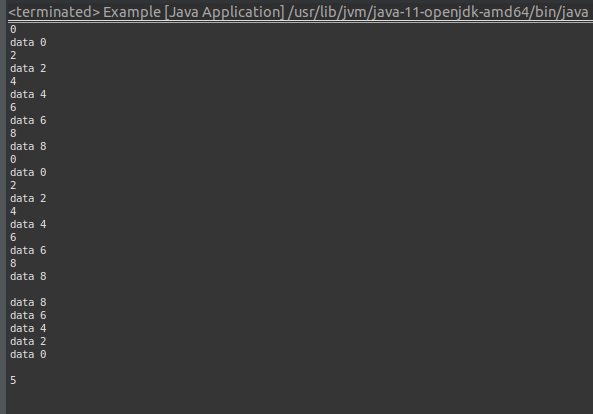 <terminated> Example [Java Application] /usr/lib/jvm/java-11-openjdk-amd64/bin/java
0
data 0
2
data 2
4
data 4
6
data 6
8
data 8
0
data 0
2
data 2
4
data 4
6
data 6
8
data 8
data 8
data 6
data 4
data 2
data 0
5